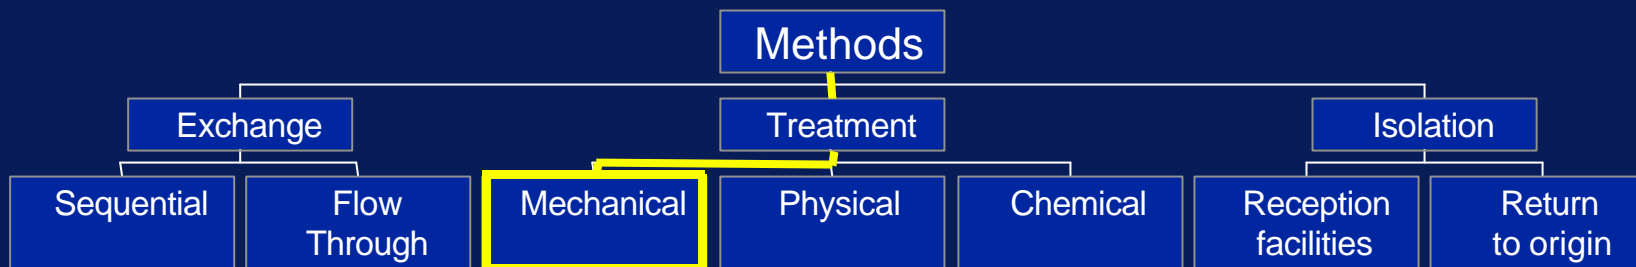 Methods
Exchange
Treatment
Isolation
Sequential
Flow
Through
Mechanical
Physical
Chemical
Reception
facilities
Return
to origin